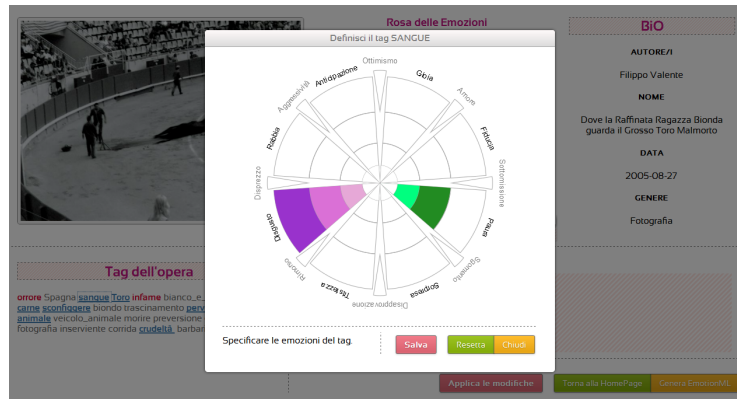 Rosa delle Emozioni
BiO
Definisci il tag SANGUE
AUTORE/I
Filippo Valente
NOME
Dove la Raffinata Ragazza Bionda
guarda il Grosso Toro Malmorto
DATA
2005-08-27
GENERE
Fotografia
Ottimismo
Anticipazione
Gioia
Aggressività
Amore
Rabbia
Fiducia
Disprezzo
Sottomissione
Disgusto
Paura
Rimorso
Sgomento
Tristezza
Sorpresa
Disapprovazione
Tag dell'opera
orrore Spagna sangue Toro infame bianco_e_
carne sconfiggere biondo trascinamento perv
animale veicolo_animale morire preversione
fotografia inserviente corrida crudeltà barbar
Specificare le emozioni del tag.
Salva
Resetta
Chiudi
Applica le modifiche
Torna alla HomePage
Genera EmotionML